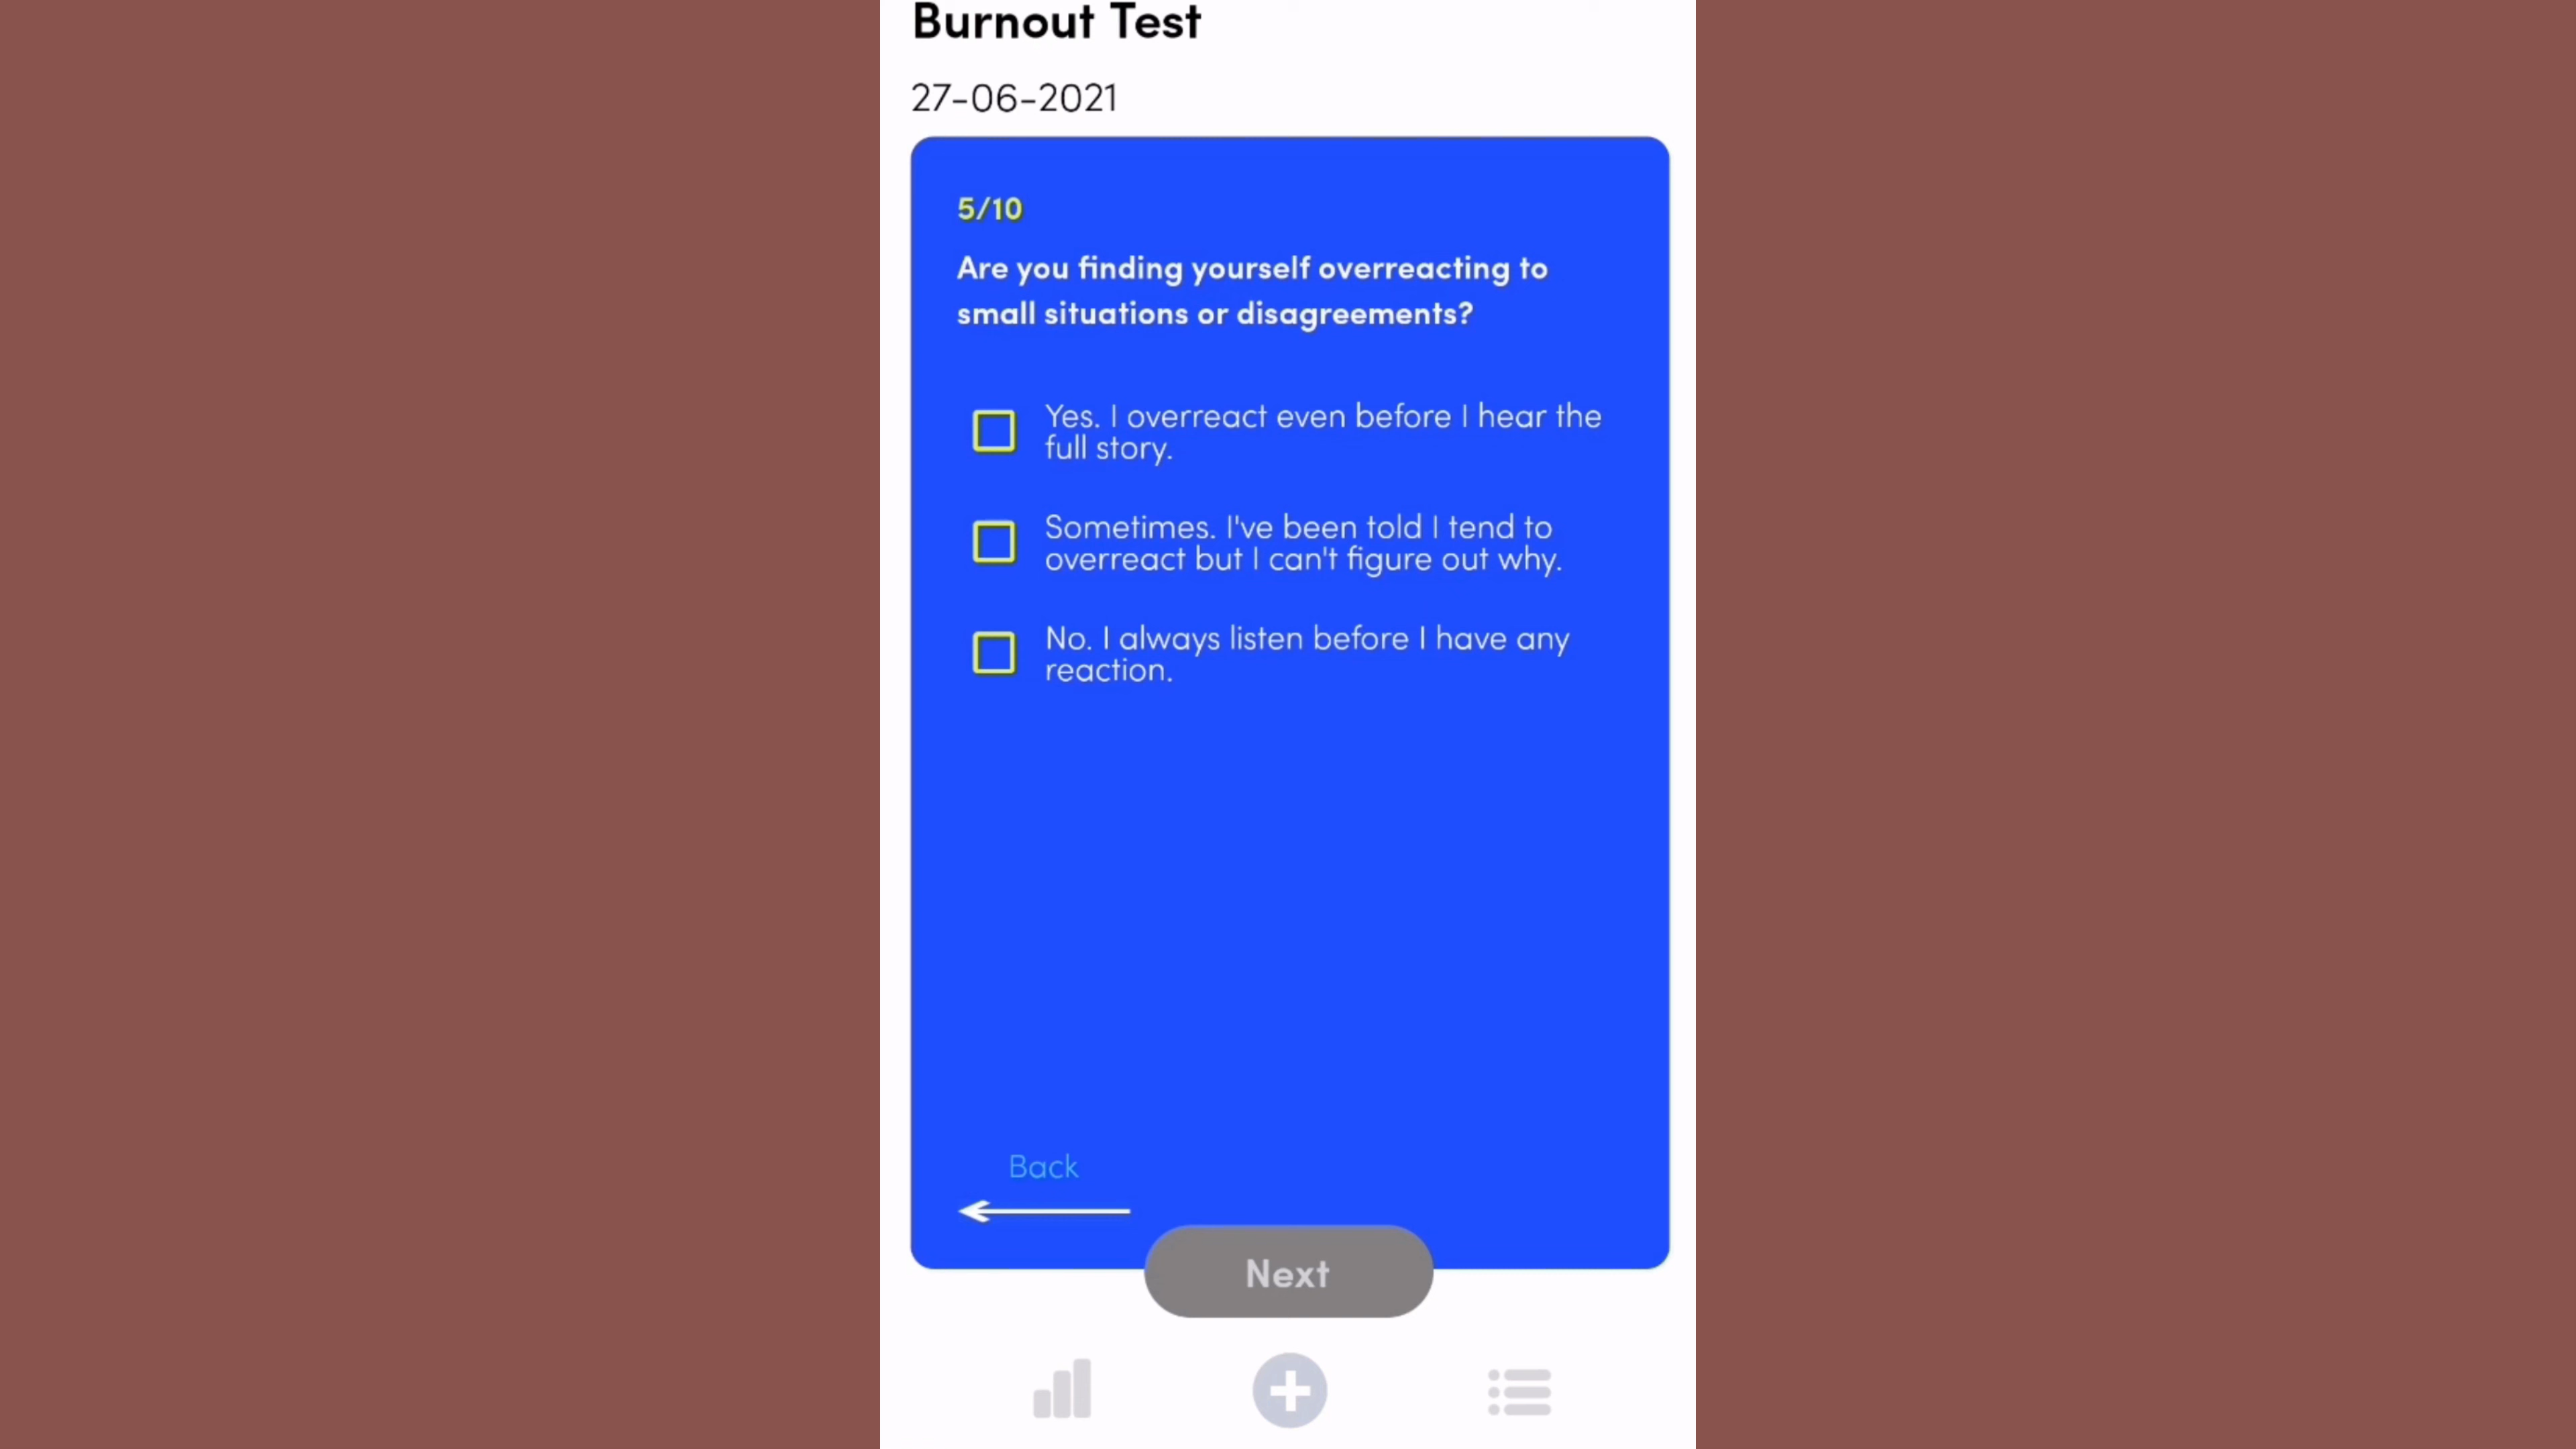 Burnout Test
27-06-2021
5/10
Are you finding yourself overreacting to
small situations or disagreements?
Yes. I overreact even before I hear the
full story.
Sometimes. I've been told I tend to
overreact but I can't figure out why.
No. I always listen before I have any
reaction.
Back
Next